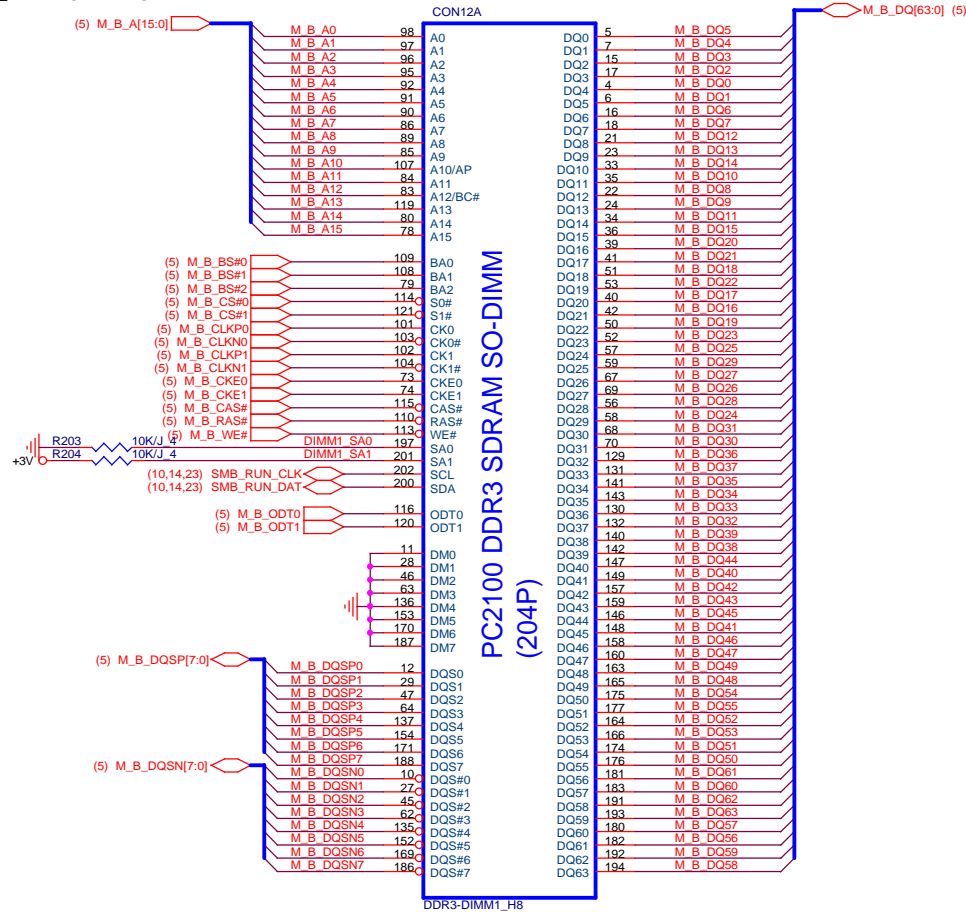 CON12A
(5) M_B_A[15:0]
M_B_A0 98 A0
M_B_A1 97 A1
M_B_A2 96 A2
M_B_A3 95 A3
M_B_A4 92 A4
M_B_A5 91 A5
M_B_A6 90 A6
M_B_A7 86 A7
M_B_A8 89 A8
M_B_A9 85 A9
M_B_A10 107 A10/AP
M_B_A11 84 A11
M_B_A12 83 A12/BC#
M_B_A13 119 A13
M_B_A14 80 A14
M_B_A15 78 A15
(5) M_B_BS#0 109 BA0
(5) M_B_BS#1 108 BA1
(5) M_B_BS#2 79 BA2
(5) M_B_CS#0 114 S0#
(5) M_B_CS#1 121 S1#
(5) M_B_CLKP0 101 CK0
(5) M_B_CLKN0 103 CK0#
(5) M_B_CLKP1 102 CK1
(5) M_B_CLKN1 104 CK1#
(5) M_B_CKE0 73 CKE0
(5) M_B_CKE1 74 CKE1
(5) M_B_CAS# 115 CAS#
(5) M_B_RAS# 110 RAS#
(5) M_B_WE# 113 WE#
R203 10K/J_4 DIMM1_SA0 197 SA0
+3V R204 10K/J_4 DIMM1_SA1 201 SA1
(10,14,23) SMB_RUN_CLK 202 SCL
(10,14,23) SMB_RUN_DAT 200 SDA
(5) M_B_ODT0 116 ODT0
(5) M_B_ODT1 120 ODT1
11 DM0
28 DM1
46 DM2
63 DM3
136 DM4
153 DM5
170 DM6
187 DM7
(5) M_B_DQSP[7:0]
M_B_DQSP0 12 DQS0
M_B_DQSP1 29 DQS1
M_B_DQSP2 47 DQS2
M_B_DQSP3 64 DQS3
M_B_DQSP4 137 DQS4
M_B_DQSP5 154 DQS5
M_B_DQSP6 171 DQS6
M_B_DQSP7 188 DQS7
(5) M_B_DQSN[7:0]
M_B_DQSN0 10 DQS#0
M_B_DQSN1 27 DQS#1
M_B_DQSN2 45 DQS#2
M_B_DQSN3 62 DQS#3
M_B_DQSN4 135 DQS#4
M_B_DQSN5 152 DQS#5
M_B_DQSN6 169 DQS#6
M_B_DQSN7 186 DQS#7
PC2100 DDR3 SDRAM SO-DIMM
(204P)
M_B_DQ[63:0] (5)
DQ0 5 M_B_DQ5
DQ1 7 M_B_DQ4
DQ2 15 M_B_DQ3
DQ3 17 M_B_DQ2
DQ4 4 M_B_DQ0
DQ5 6 M_B_DQ1
DQ6 16 M_B_DQ6
DQ7 18 M_B_DQ7
DQ8 21 M_B_DQ12
DQ9 23 M_B_DQ13
DQ10 33 M_B_DQ14
DQ11 35 M_B_DQ10
DQ12 22 M_B_DQ8
DQ13 24 M_B_DQ9
DQ14 34 M_B_DQ11
DQ15 36 M_B_DQ15
DQ16 39 M_B_DQ20
DQ17 41 M_B_DQ21
DQ18 51 M_B_DQ18
DQ19 53 M_B_DQ22
DQ20 40 M_B_DQ17
DQ21 42 M_B_DQ16
DQ22 50 M_B_DQ19
DQ23 52 M_B_DQ23
DQ24 57 M_B_DQ25
DQ25 59 M_B_DQ29
DQ26 67 M_B_DQ27
DQ27 69 M_B_DQ26
DQ28 56 M_B_DQ28
DQ29 58 M_B_DQ24
DQ30 68 M_B_DQ31
DQ31 70 M_B_DQ30
DQ32 129 M_B_DQ36
DQ33 131 M_B_DQ37
DQ34 141 M_B_DQ35
DQ35 143 M_B_DQ34
DQ36 130 M_B_DQ33
DQ37 132 M_B_DQ32
DQ38 140 M_B_DQ39
DQ39 142 M_B_DQ38
DQ40 147 M_B_DQ44
DQ41 149 M_B_DQ40
DQ42 157 M_B_DQ42
DQ43 159 M_B_DQ43
DQ44 146 M_B_DQ45
DQ45 148 M_B_DQ41
DQ46 158 M_B_DQ46
DQ47 160 M_B_DQ47
DQ48 163 M_B_DQ49
DQ49 165 M_B_DQ48
DQ50 175 M_B_DQ54
DQ51 177 M_B_DQ55
DQ52 164 M_B_DQ52
DQ53 166 M_B_DQ53
DQ54 174 M_B_DQ51
DQ55 176 M_B_DQ50
DQ56 181 M_B_DQ61
DQ57 183 M_B_DQ60
DQ58 191 M_B_DQ62
DQ59 193 M_B_DQ63
DQ60 180 M_B_DQ57
DQ61 182 M_B_DQ56
DQ62 192 M_B_DQ59
DQ63 194 M_B_DQ58
DDR3-DIMM1_H8